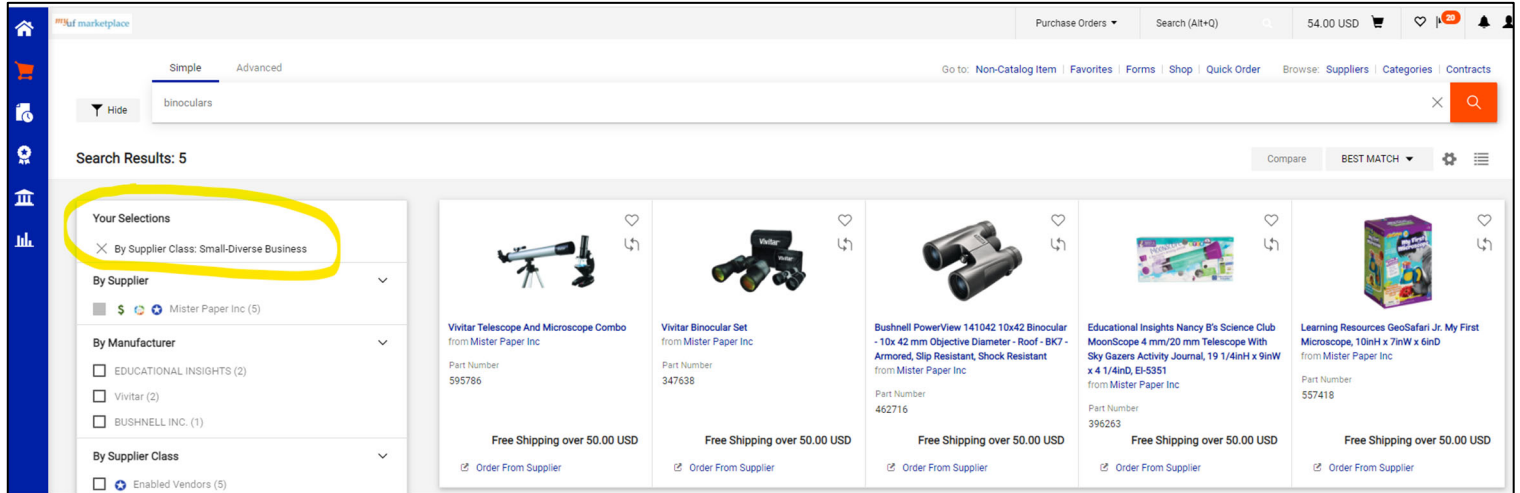 myuf marketplace
Purchase Orders
Search (Alt+Q)
54.00 USD
20
Simple
Advanced
Go to: Non-Catalog Item | Favorites | Forms | Shop | Quick Order
Browse: Suppliers | Categories | Contracts
Hide
binoculars
Search Results: 5
Compare
BEST MATCH
Your Selections
By Supplier Class: Small-Diverse Business
By Supplier
$ Mister Paper Inc (5)
By Manufacturer
EDUCATIONAL INSIGHTS (2)
Vivitar (2)
BUSHNELL INC. (1)
By Supplier Class
Enabled Vendors (5)
Vivitar Telescope And Microscope Combo
from Mister Paper Inc
Part Number
595786
Free Shipping over 50.00 USD
Order From Supplier
Vivitar
Vivitar Binocular Set
from Mister Paper Inc
Part Number
347638
Free Shipping over 50.00 USD
Order From Supplier
Bushnell PowerView 141042 10x42 Binocular
- 10x 42 mm Objective Diameter - Roof - BK7 -
Armored, Slip Resistant, Shock Resistant
from Mister Paper Inc
Part Number
462716
Free Shipping over 50.00 USD
Order From Supplier
Educational Insights Nancy B's Science Club
MoonScope 4 mm/20 mm Telescope With
Sky Gazers Activity Journal, 19 1/4inH x 9inW
x 4 1/4inD, EI-5351
from Mister Paper Inc
Part Number
396263
Free Shipping over 50.00 USD
Order From Supplier
My First
Learning Resources GeoSafari Jr. My First
Microscope, 10inH x 7inW x 6inD
from Mister Paper Inc
Part Number
557418
Free Shipping over 50.00 USD
Order From Supplier